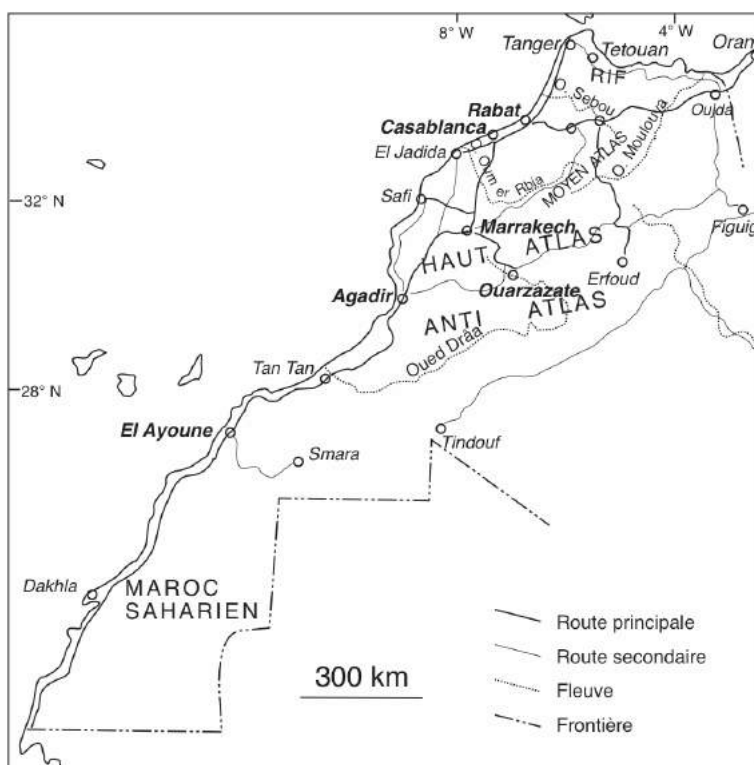 8° W
4° W
Tanger
Tetouan
Oran
RIF
Sebou
Rabat
Oujda
Casablanca
O. Moulouya
El Jadida
MOYEN ATLAS
er Rbia
32° N
Safi
Marrakech
Figuig
HAUT
ATLAS
Erfoud
Ouarzazate
Agadir
ATLAS
ANTI
Oued Drâa
Tan Tan
28° N
El Ayoune
Smara
Tindouf
Dakhla
MAROC
SAHARIEN
300 km
Route principale
Route secondaire
Fleuve
Frontière